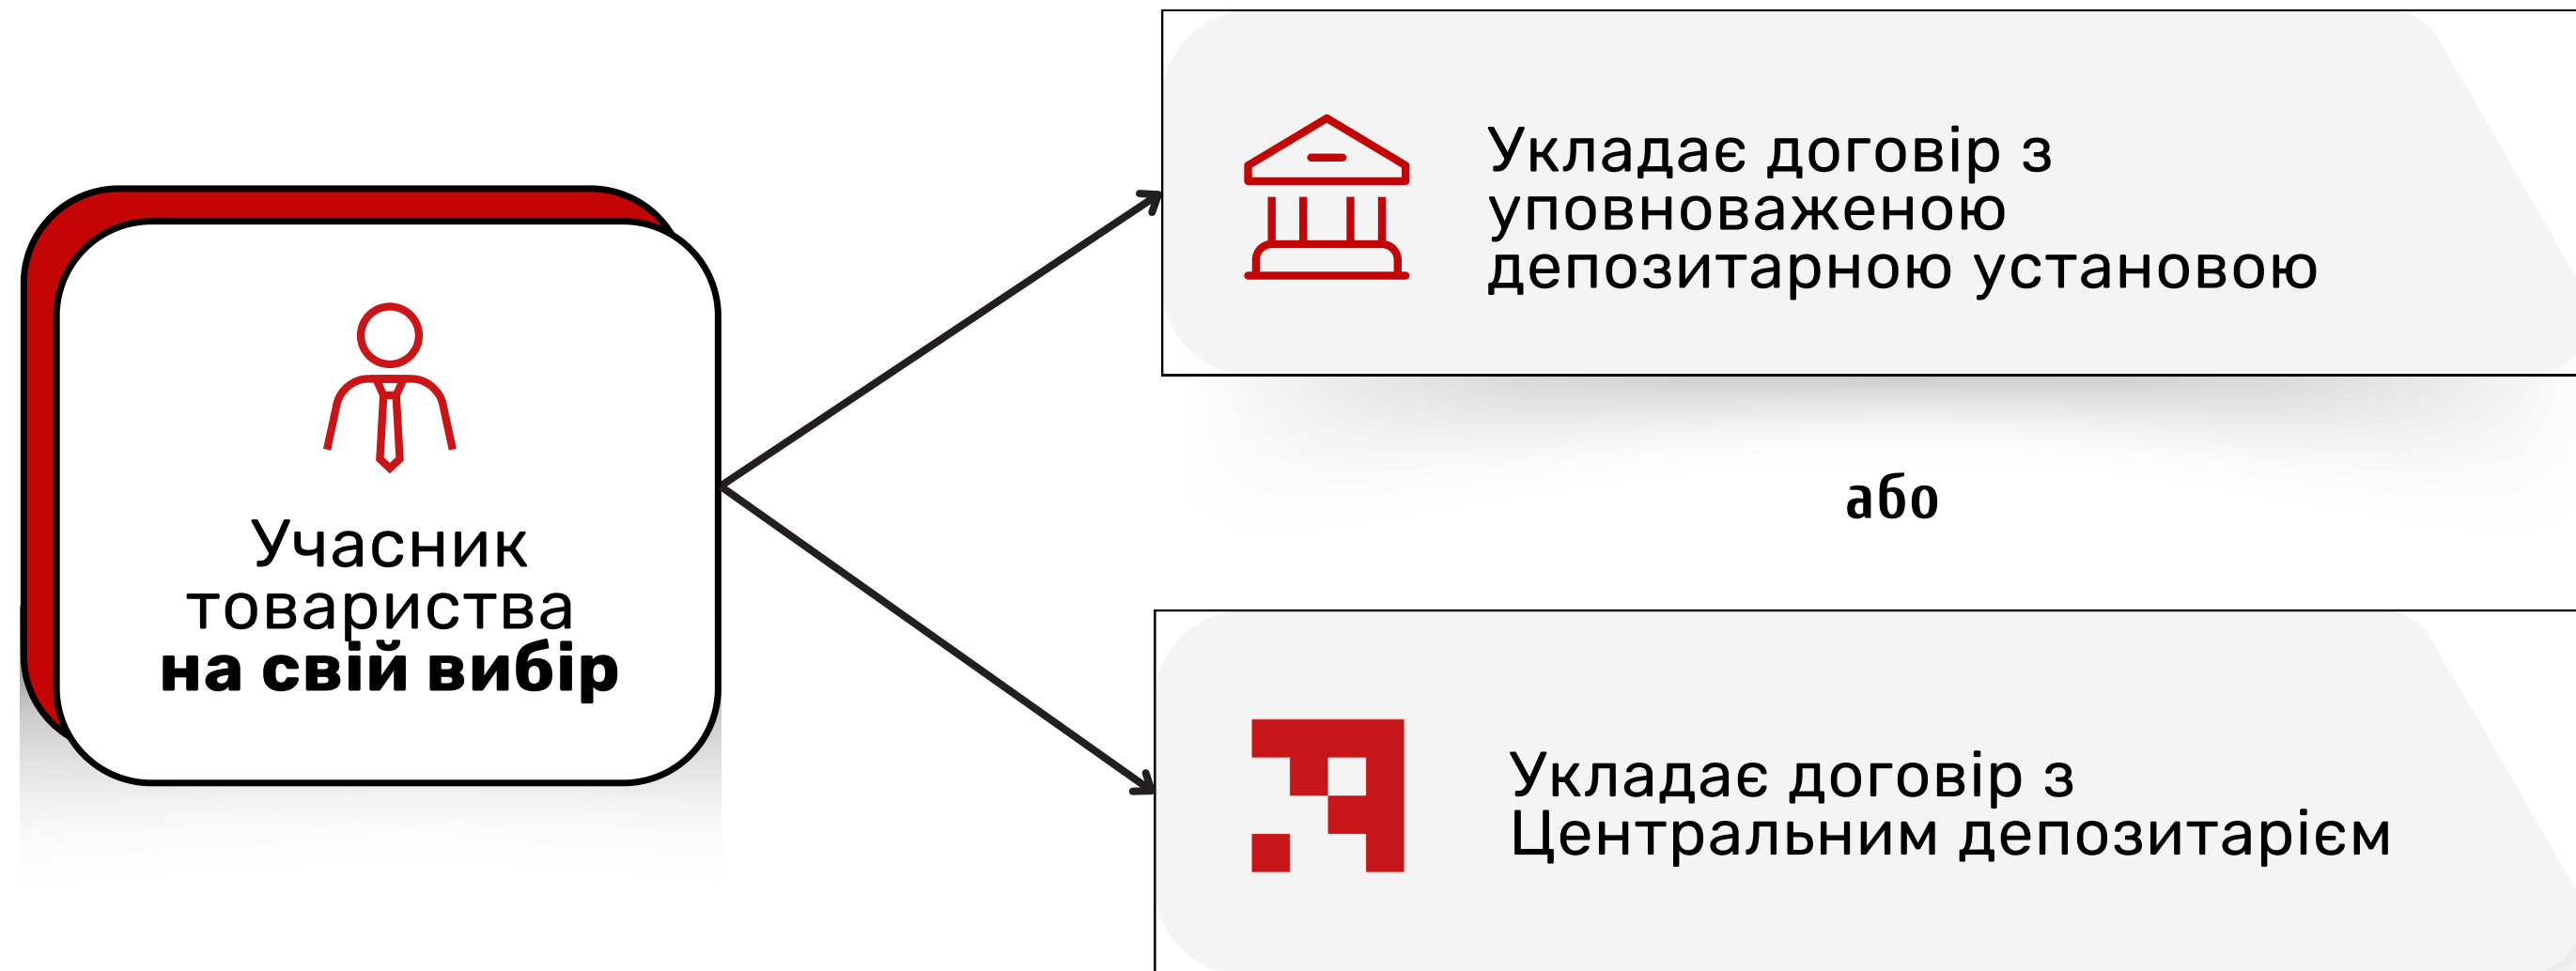 Учасник
товариства
на свій вибір
Укладає договір з
уповноваженою
депозитарною установою
або
Укладає договір з
Центральним депозитарієм